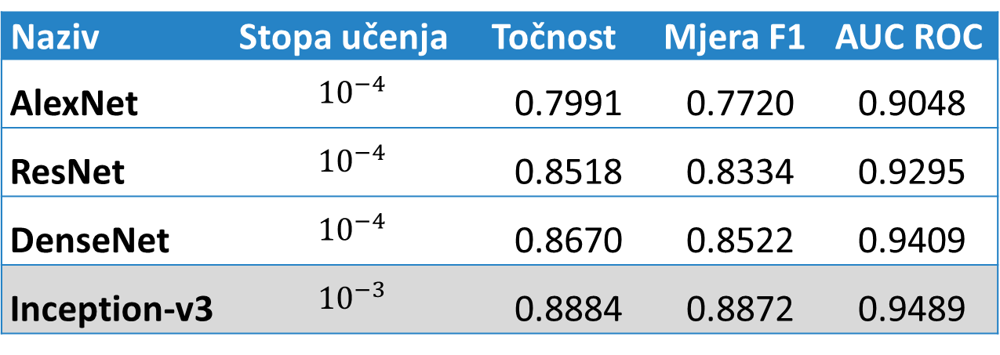 Naziv Stopa učenja Točnost Mjera F1 AUC ROC
AlexNet 10⁻⁴ 0.7991 0.7720 0.9048
ResNet 10⁻⁴ 0.8518 0.8334 0.9295
DenseNet 10⁻⁴ 0.8670 0.8522 0.9409
Inception-v3 10⁻³ 0.8884 0.8872 0.9489